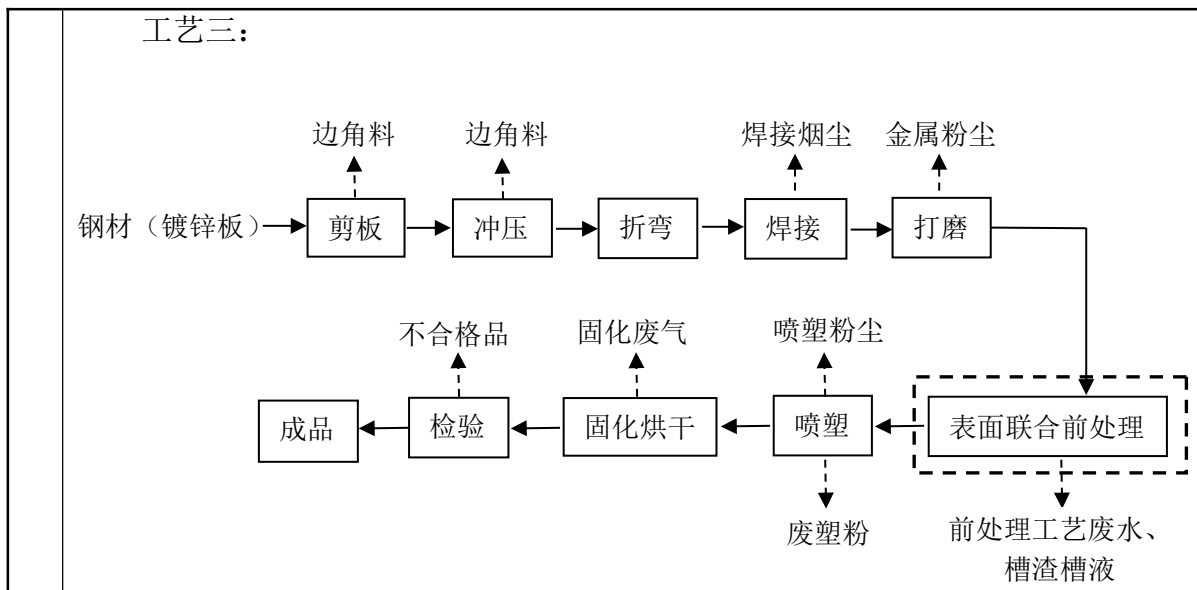 工艺三：
边角料
边角料
焊接烟尘
金属粉尘
钢材（镀锌板）
剪板
冲压
折弯
焊接
打磨
不合格品
固化废气
喷塑粉尘
成品
检验
固化烘干
喷塑
表面联合前处理
废塑粉
前处理工艺废水、
槽渣槽液